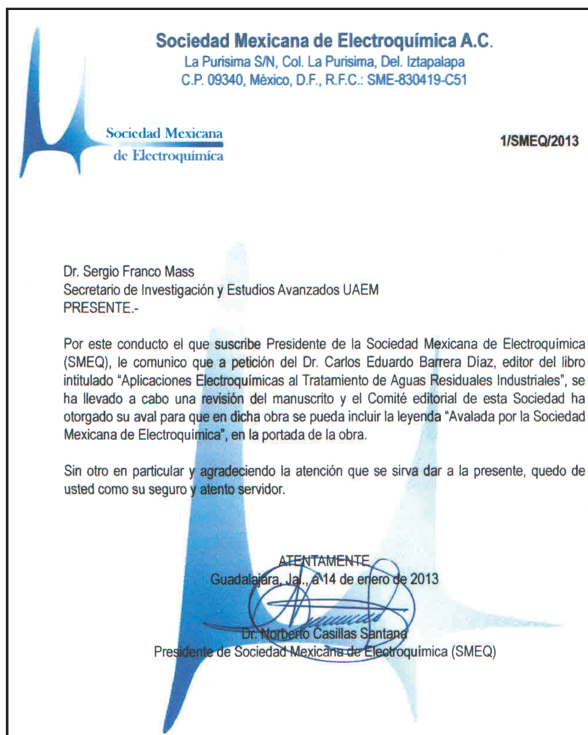 Sociedad Mexicana de Electroquímica A.C.
La Purisima S/N, Col. La Purisima, Del. Iztapalapa
C.P. 09340, México, D.F., R.F.C.: SME-830419-C51
Sociedad Mexicana
de Electroquímica
1/SMEQ/2013
Dr. Sergio Franco Mass
Secretario de Investigación y Estudios Avanzados UAEM
PRESENTE.-
Por este conducto el que suscribe Presidente de la Sociedad Mexicana de Electroquímica
(SMEQ), le comunico que a petición del Dr. Carlos Eduardo Barrera Díaz, editor del libro
intitulado “Aplicaciones Electroquímicas al Tratamiento de Aguas Residuales Industriales”, se
ha llevado a cabo una revisión del manuscrito y el Comité editorial de esta Sociedad ha
otorgado su aval para que en dicha obra se pueda incluir la leyenda “Avalada por la Sociedad
Mexicana de Electroquímica”, en la portada de la obra.
Sin otro en particular y agradeciendo la atención que se sirva dar a la presente, quedo de
usted como su seguro y atento servidor.
ATENTAMENTE
Guadalajara, Jal., a 14 de enero de 2013
Dr. Norberto Casillas Santana
Presidente de Sociedad Mexicana de Electroquímica (SMEQ)